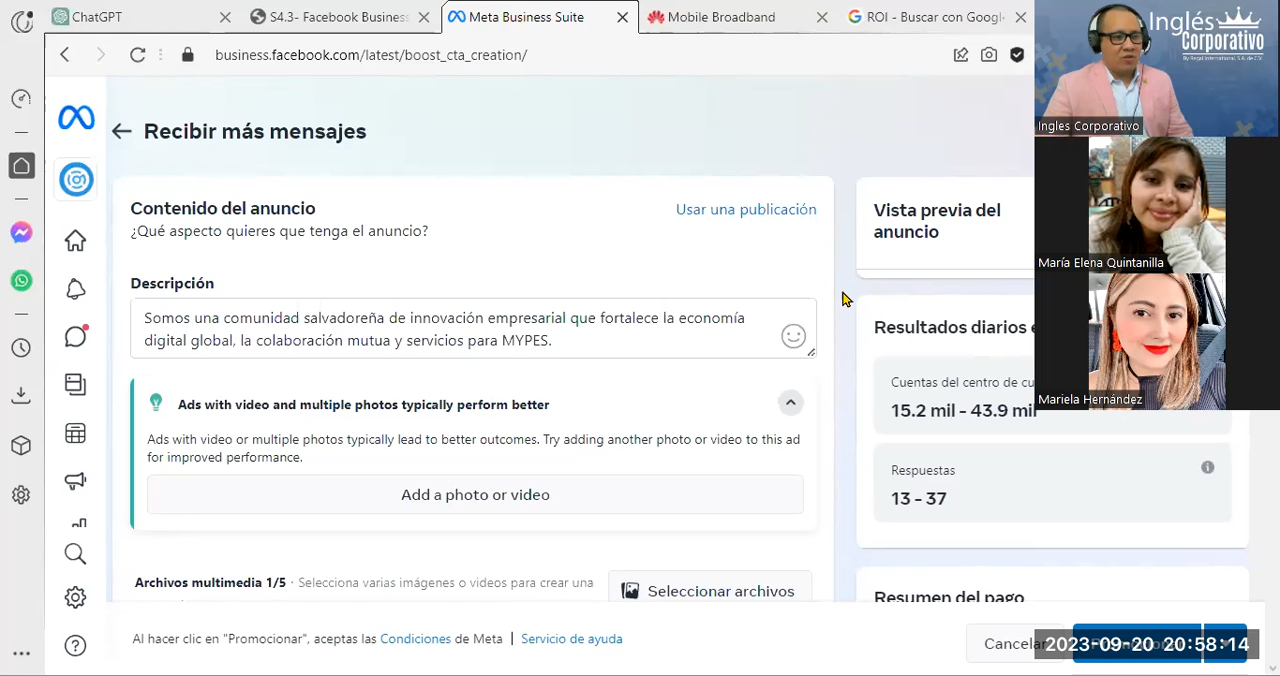 ChatGPT
S4.3- Facebook Business
Meta Business Suite
Mobile Broadband
ROI - Buscar con Googl
business.facebook.com/latest/boost_cta_creation/
Inglés
Corporativo
By Regal International, S.A. de C.V.
Ingles Corporativo
María Elena Quintanilla
Mariela Hernández
Recibir más mensajes
Contenido del anuncio
Usar una publicación
¿Qué aspecto quieres que tenga el anuncio?
Descripción
Somos una comunidad salvadoreña de innovación empresarial que fortalece la economía
digital global, la colaboración mutua y servicios para MYPES.
Ads with video and multiple photos typically perform better
Ads with video or multiple photos typically lead to better outcomes. Try adding another photo or video to this ad
for improved performance.
Add a photo or video
Archivos multimedia 1/5 · Selecciona varias imágenes o videos para crear una
Seleccionar archivos
Vista previa del
anuncio
Resultados diarios e
Cuentas del centro de cu
15.2 mil - 43.9 mil
Respuestas
13 - 37
Resumen del pago
Al hacer clic en "Promocionar", aceptas las Condiciones de Meta | Servicio de ayuda
Cancelar
2023-09-20 20:58:14